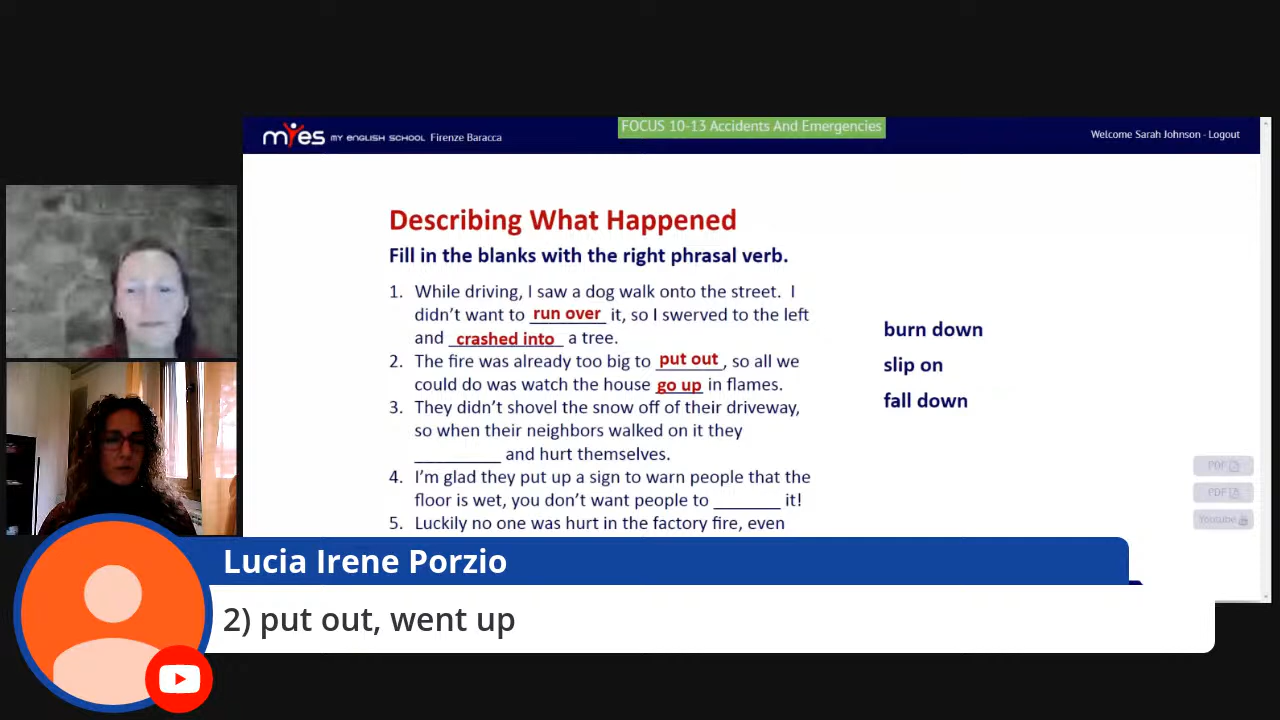 myes MY ENGLISH SCHOOL Firenze Baracca
FOCUS 10-13 Accidents And Emergencies
Welcome Sarah Johnson - Logout
Describing What Happened
Fill in the blanks with the right phrasal verb.
1. While driving, I saw a dog walk onto the street. I
didn't want to run over it, so I swerved to the left
and crashed into a tree.
2. The fire was already too big to put out, so all we
could do was watch the house go up in flames.
3. They didn't shovel the snow off of their driveway,
so when their neighbors walked on it they
_________ and hurt themselves.
4. I'm glad they put up a sign to warn people that the
floor is wet, you don't want people to _______ it!
5. Luckily no one was hurt in the factory fire, even
burn down
slip on
fall down
PDF
PDF
Youtube
Lucia Irene Porzio
2) put out, went up